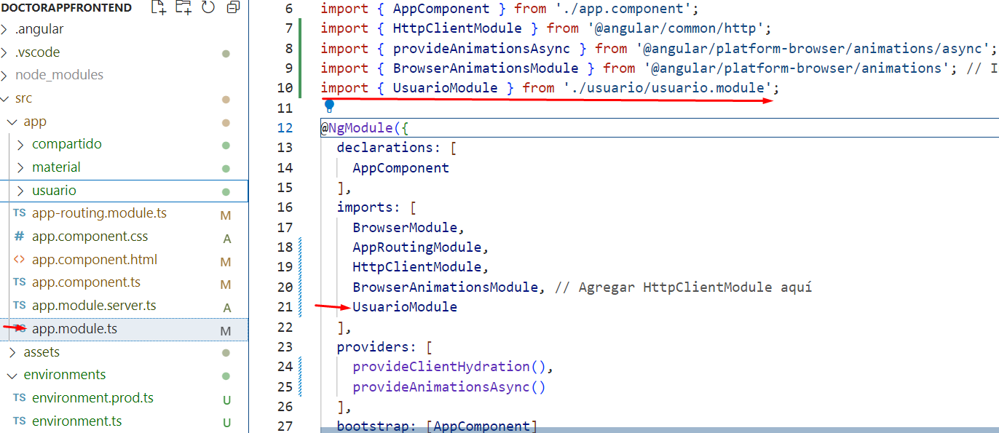 DOCTORAPPFRONTEND
.angular
.vscode
node_modules
src
app
compartido
material
usuario
TS app-routing.module.ts M
# app.component.css A
<> app.component.html M
TS app.component.ts M
TS app.module.server.ts A
TS app.module.ts M
assets
environments
TS environment.prod.ts U
TS environment.ts U
6 import { AppComponent } from './app.component';
7 import { HttpClientModule } from '@angular/common/http';
8 import { provideAnimationsAsync } from '@angular/platform-browser/animations/async';
9 import { BrowserAnimationsModule } from '@angular/platform-browser/animations'; // I
10 import { UsuarioModule } from './usuario/usuario.module';
11
12 @NgModule({
13 declarations: [
14 AppComponent
15 ],
16 imports: [
17 BrowserModule,
18 AppRoutingModule,
19 HttpClientModule,
20 BrowserAnimationsModule, // Agregar HttpClientModule aquí
21 UsuarioModule
22 ],
23 providers: [
24 provideClientHydration(),
25 provideAnimationsAsync()
26 ],
27 bootstrap: [AppComponent]